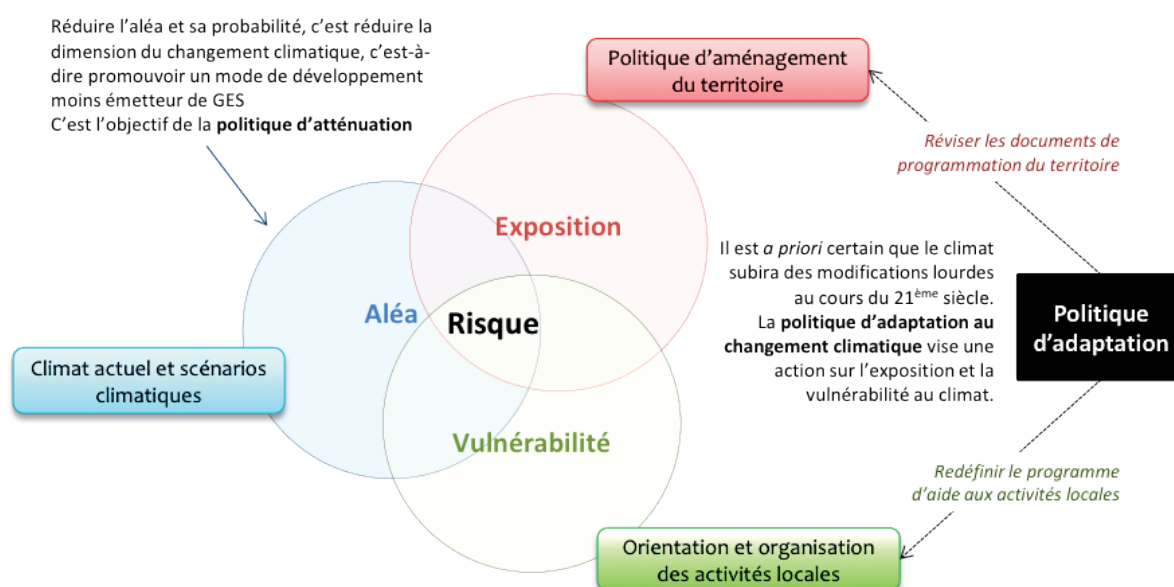 Réduire l’aléa et sa probabilité, c’est réduire la
dimension du changement climatique, c’est-à-
dire promouvoir un mode de développement
moins émetteur de GES
C’est l’objectif de la politique d’atténuation
Politique d’aménagement
du territoire
Réviser les documents de
programmation du territoire
Exposition
Il est a priori certain que le climat
subira des modifications lourdes
au cours du 21ème siècle.
La politique d’adaptation au
changement climatique vise une
action sur l’exposition et la
vulnérabilité au climat.
Politique
d’adaptation
Aléa
Risque
Climat actuel et scénarios
climatiques
Vulnérabilité
Redéfinir le programme
d’aide aux activités locales
Orientation et organisation
des activités locales